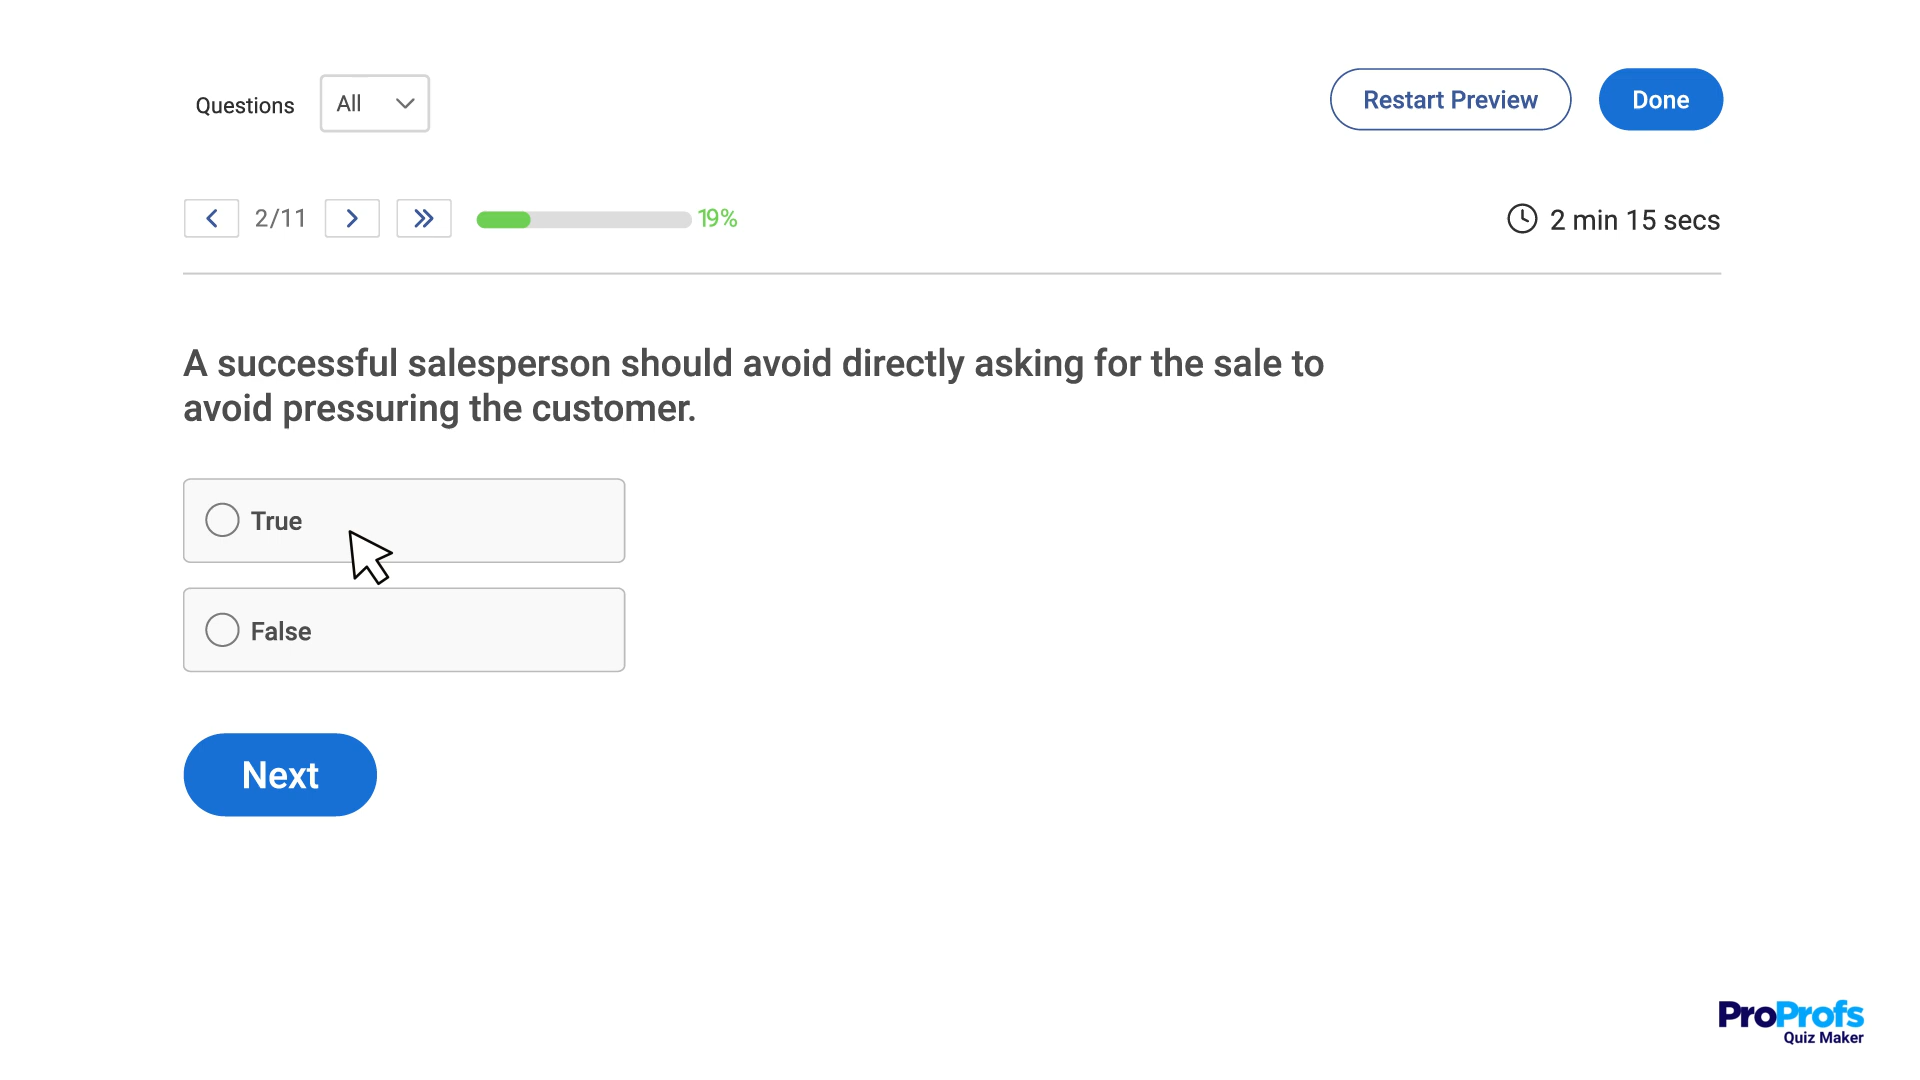 Questions
All
Restart Preview
Done
2/11
19%
2 min 15 secs
A successful salesperson should avoid directly asking for the sale to
avoid pressuring the customer.
True
False
Next
ProProfs
Quiz Maker